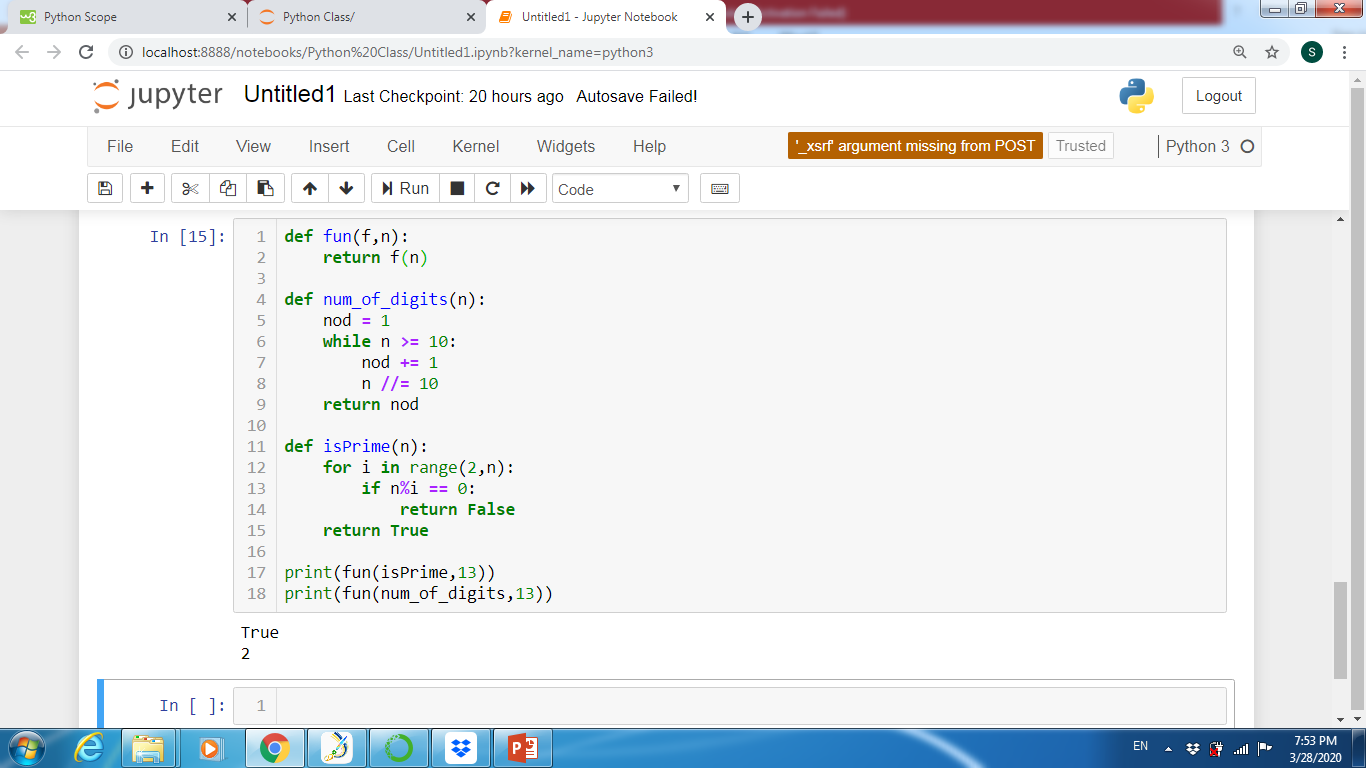 Python Scope
Python Class/
Untitled1 - Jupyter Notebook
localhost:8888/notebooks/Python%20Class/Untitled1.ipynb?kernel_name=python3
S
jupyter Untitled1 Last Checkpoint: 20 hours ago Autosave Failed!
Logout
File Edit View Insert Cell Kernel Widgets Help
'_xsrf' argument missing from POST
Trusted
Python 3
Run
Code
In [15]:
1 def fun(f,n):
2     return f(n)
3
4 def num_of_digits(n):
5     nod = 1
6     while n >= 10:
7         nod += 1
8         n //= 10
9     return nod
10
11 def isPrime(n):
12     for i in range(2,n):
13         if n%i == 0:
14             return False
15     return True
16
17 print(fun(isPrime,13))
18 print(fun(num_of_digits,13))
True
2
In [ ]:
1
EN
7:53 PM
3/28/2020